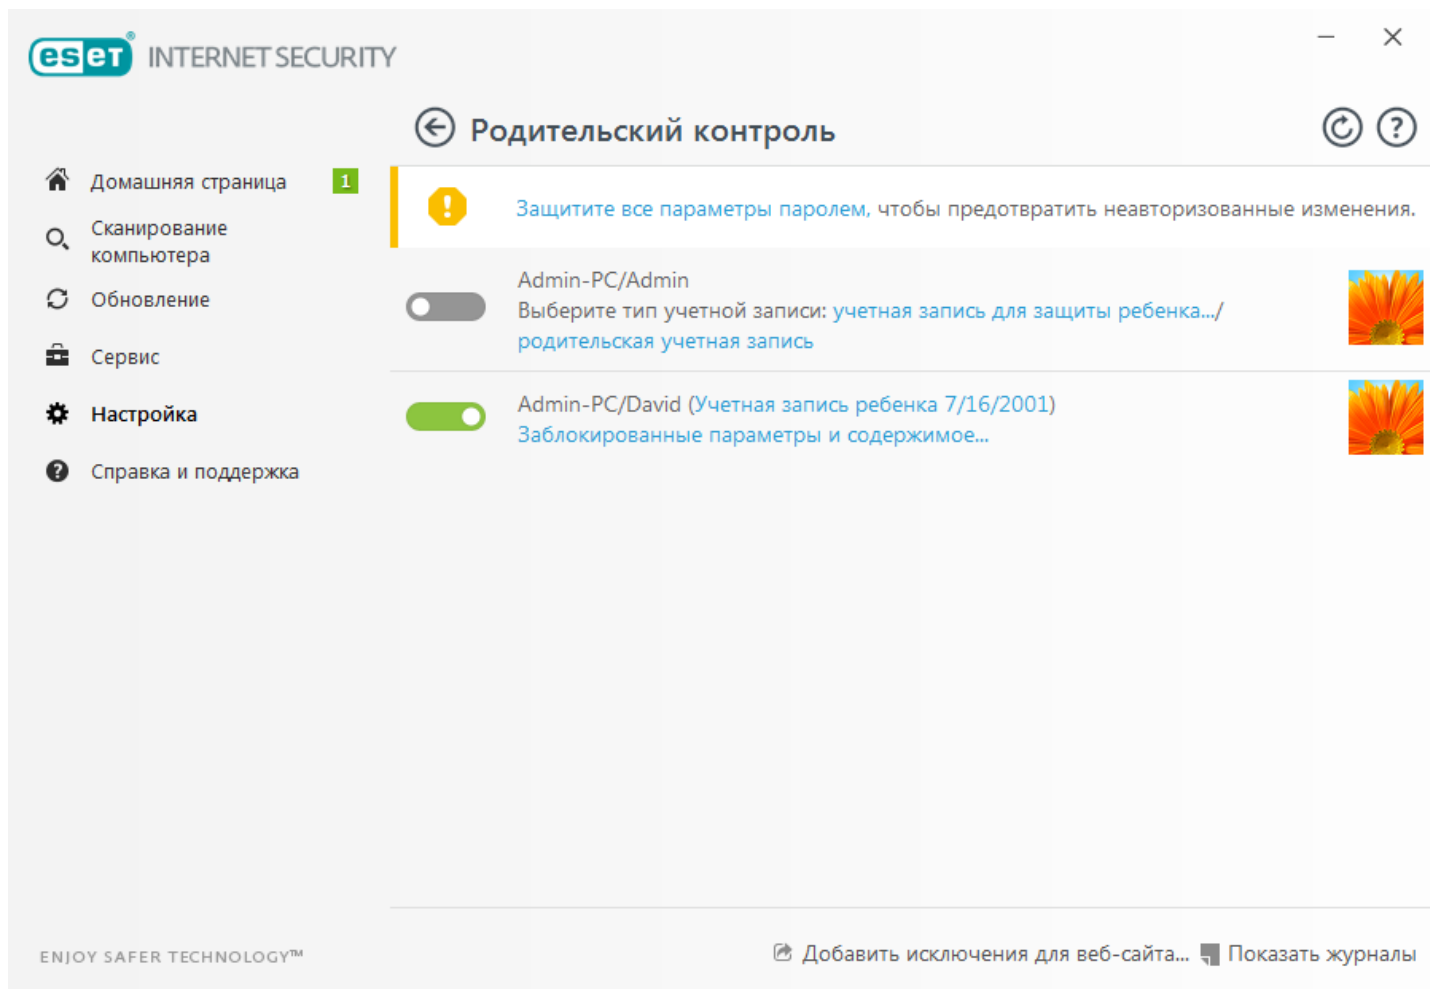 eset® INTERNET SECURITY
Родительский контроль
?
Домашняя страница 1
Сканирование
компьютера
Обновление
Сервис
Настройка
Справка и поддержка
Защитите все параметры паролем, чтобы предотвратить неавторизованные изменения.
Admin-PC/Admin
Выберите тип учетной записи: учетная запись для защиты ребенка.../
родительская учетная запись
Admin-PC/David (Учетная запись ребенка 7/16/2001)
Заблокированные параметры и содержимое...
ENJOY SAFER TECHNOLOGY™
Добавить исключения для веб-сайта... Показать журналы